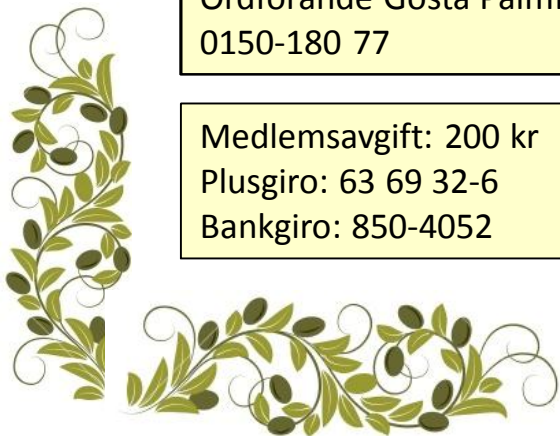 Ordförande Gösta
0150-180 77
Medlemsavgift: 200 kr
Plusgiro: 63 69 32-6
Bankgiro: 850-4052